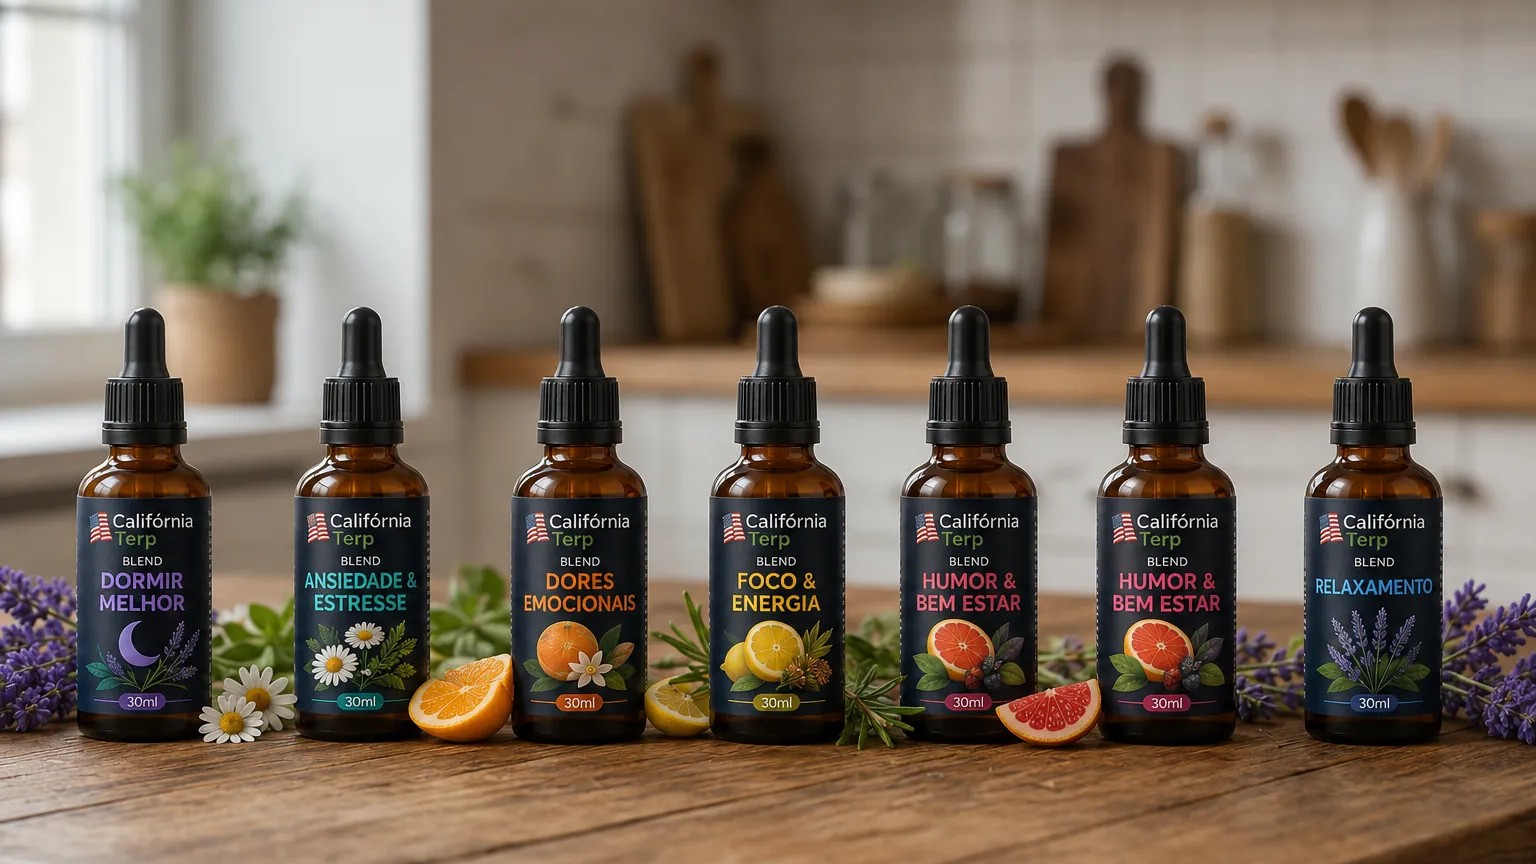 Califórnia
Terp
BLEND
DORMIR
MELHOR
30ml
Califórnia
Terp
BLEND
ANSIEDADE &
ESTRESSE
30ml
Califórnia
Terp
BLEND
DORES
EMOCIONAIS
30ml
Califórnia
Terp
BLEND
FOCO &
ENERGIA
30ml
Califórnia
Terp
BLEND
HUMOR &
BEM ESTAR
30ml
Califórnia
Terp
BLEND
HUMOR &
BEM ESTAR
30ml
Califórnia
Terp
BLEND
RELAXAMENTO
30ml